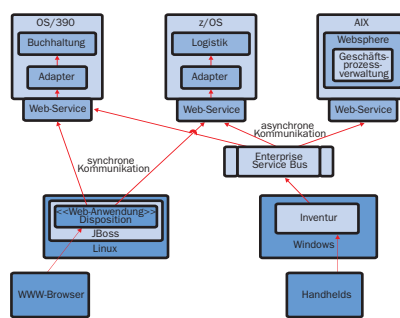 OS/390
z/OS
AIX
Buchhaltung
Logistik
Websphere
Geschäfts-
prozess-
verwaltung
Adapter
Adapter
Web-Service
Web-Service
Web-Service
asynchrone
Kommunikation
synchrone
Kommunikation
Enterprise
Service Bus
<<Web-Anwendung>>
Disposition
JBoss
Linux
Inventur
Windows
WWW-Browser
Handhelds